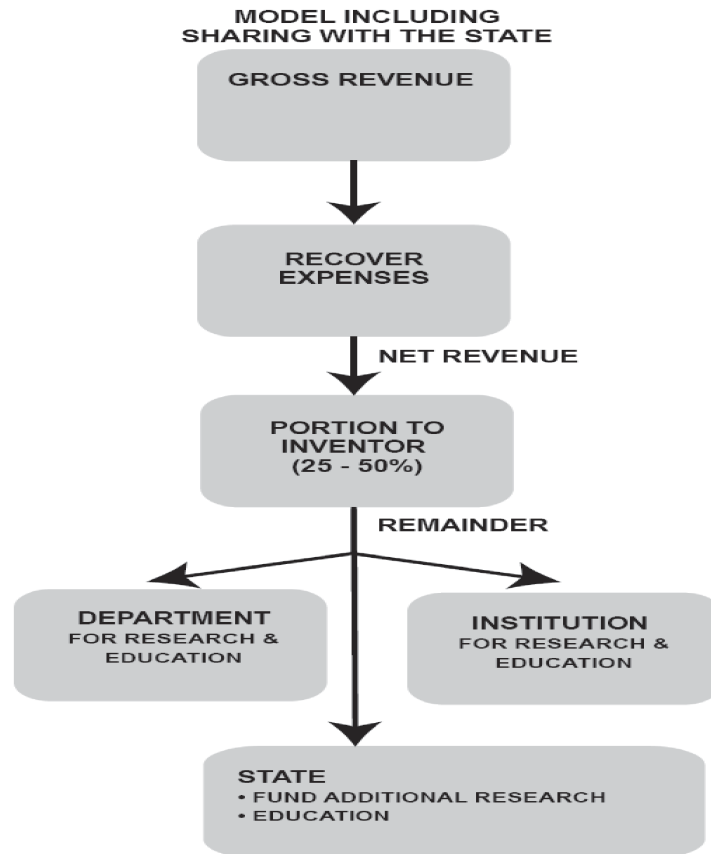 MODEL INCLUDING
SHARING WITH THE STATE
GROSS REVENUE
RECOVER
EXPENSES
NET REVENUE
PORTION TO
INVENTOR
(25 - 50%)
REMAINDER
DEPARTMENT
FOR RESEARCH &
EDUCATION
INSTITUTION
FOR RESEARCH &
EDUCATION
STATE
• FUND ADDITIONAL RESEARCH
• EDUCATION